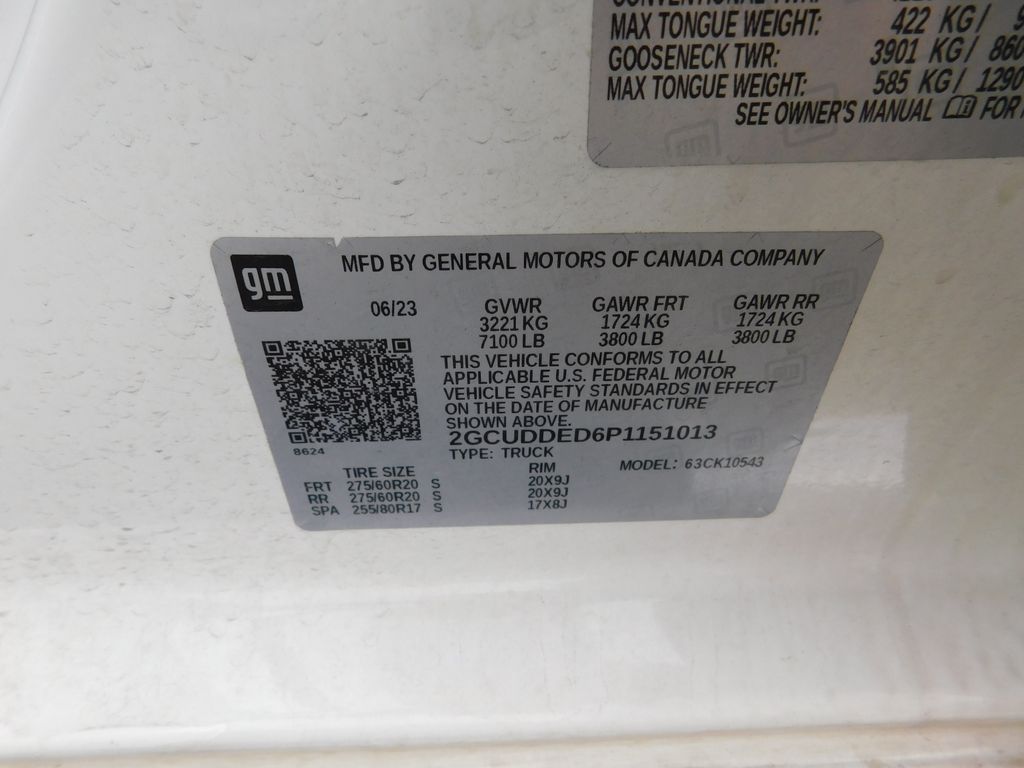 MAX TONGUE WEIGHT: 422 KG/
GOOSENECK TWR: 3901 KG/ 860
MAX TONGUE WEIGHT: 585 KG/ 1290
SEE OWNER'S MANUAL FOR
gm
MFD BY GENERAL MOTORS OF CANADA COMPANY
06/23 GVWR GAWR FRT GAWR RR
3221 KG 1724 KG 1724 KG
7100 LB 3800 LB 3800 LB
THIS VEHICLE CONFORMS TO ALL
APPLICABLE U.S. FEDERAL MOTOR
VEHICLE SAFETY STANDARDS IN EFFECT
ON THE DATE OF MANUFACTURE
SHOWN ABOVE.
2GCUDDED6P1151013
8624
TYPE: TRUCK
MODEL: 63CK10543
TIRE SIZE RIM
FRT 275/60R20 S 20X9J
RR 275/60R20 S 20X9J
SPA 255/80R17 S 17X8J